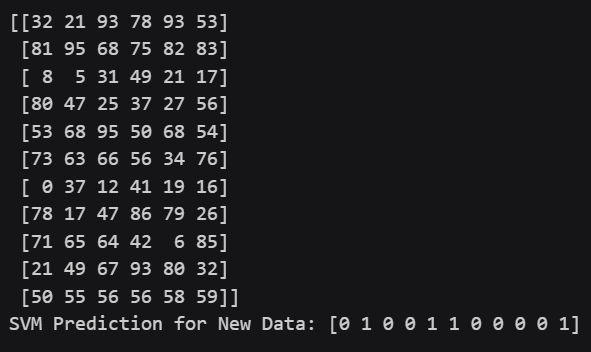 [[32 21 93 78 93 53]
 [81 95 68 75 82 83]
 [ 8  5 31 49 21 17]
 [80 47 25 37 27 56]
 [53 68 95 50 68 54]
 [73 63 66 56 34 76]
 [ 0 37 12 41 19 16]
 [78 17 47 86 79 26]
 [71 65 64 42  6 85]
 [21 49 67 93 80 32]
 [50 55 56 56 58 59]]
SVM Prediction for New Data: [0 1 0 0 1 1 0 0 0 0 1]